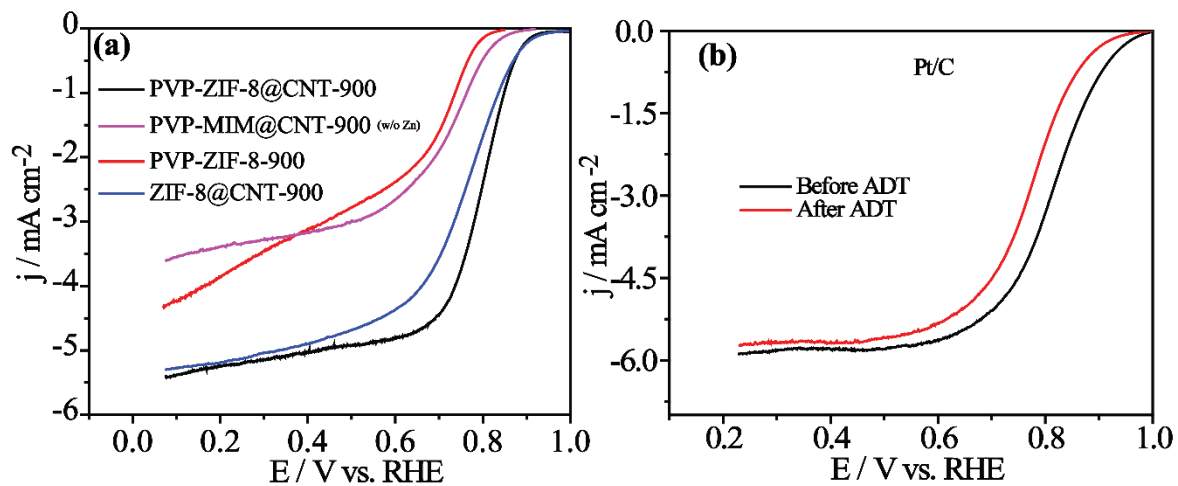 (a)
PVP-ZIF-8@CNT-900
PVP-MIM@CNT-900 (w/o Zn)
PVP-ZIF-8-900
ZIF-8@CNT-900
0
-1
-2
-3
-4
-5
-6
j / mA cm-2
0.0 0.2 0.4 0.6 0.8 1.0
E / V vs. RHE
(b)
Pt/C
Before ADT
After ADT
0.0
-1.5
-3.0
-4.5
-6.0
j / mA cm-2
0.2 0.4 0.6 0.8 1.0
E / V vs. RHE